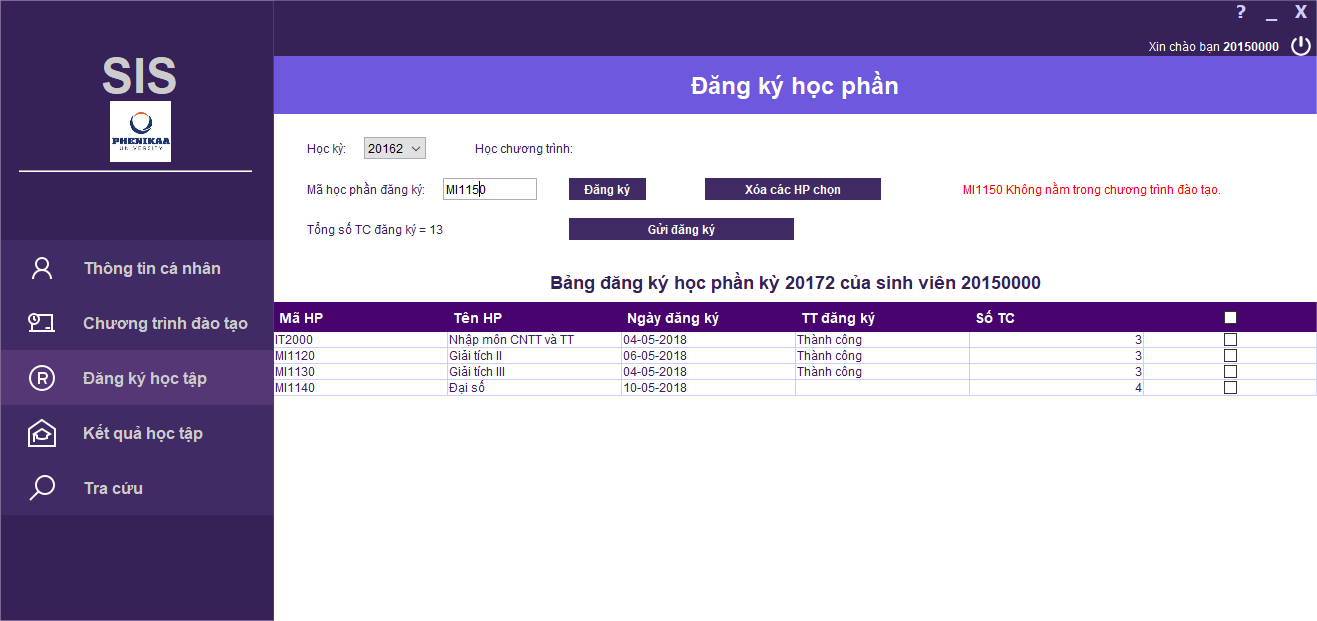 ? _ X
Xin chào bạn 20150000
SIS
PHENIKAA
UNIVERSITY
Đăng ký học phần
Học kỳ: 20162 Học chương trình:
Mã học phần đăng ký: MI1150 Đăng ký Xóa các HP chọn MI1150 Không nằm trong chương trình đào tạo.
Tổng số TC đăng ký = 13 Gửi đăng ký
Thông tin cá nhân
Chương trình đào tạo
R Đăng ký học tập
Kết quả học tập
Tra cứu
Bảng đăng ký học phần kỳ 20172 của sinh viên 20150000
Mã HP Tên HP Ngày đăng ký TT đăng ký Số TC
IT2000 Nhập môn CNTT và TT 04-05-2018 Thành công 3
MI1120 Giải tích II 06-05-2018 Thành công 3
MI1130 Giải tích III 04-05-2018 Thành công 3
MI1140 Đại số 10-05-2018 4